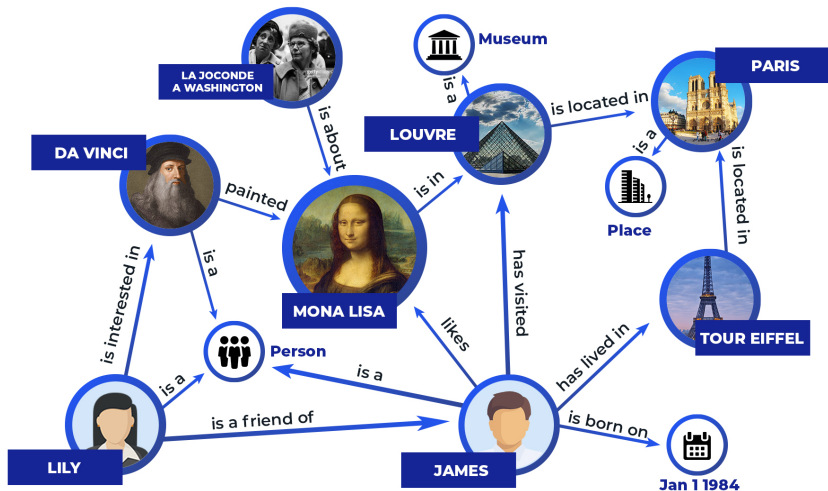 Museum
PARIS
LA JOCONDE
A WASHINGTON
is a
is located in
LOUVRE
is about
DA VINCI
is a
is located in
painted
is in
Place
is a
has visited
MONA LISA
is interested in
TOUR EIFFEL
likes
Person
has lived in
is a
is a
is a friend of
is born on
LILY
JAMES
Jan 1 1984